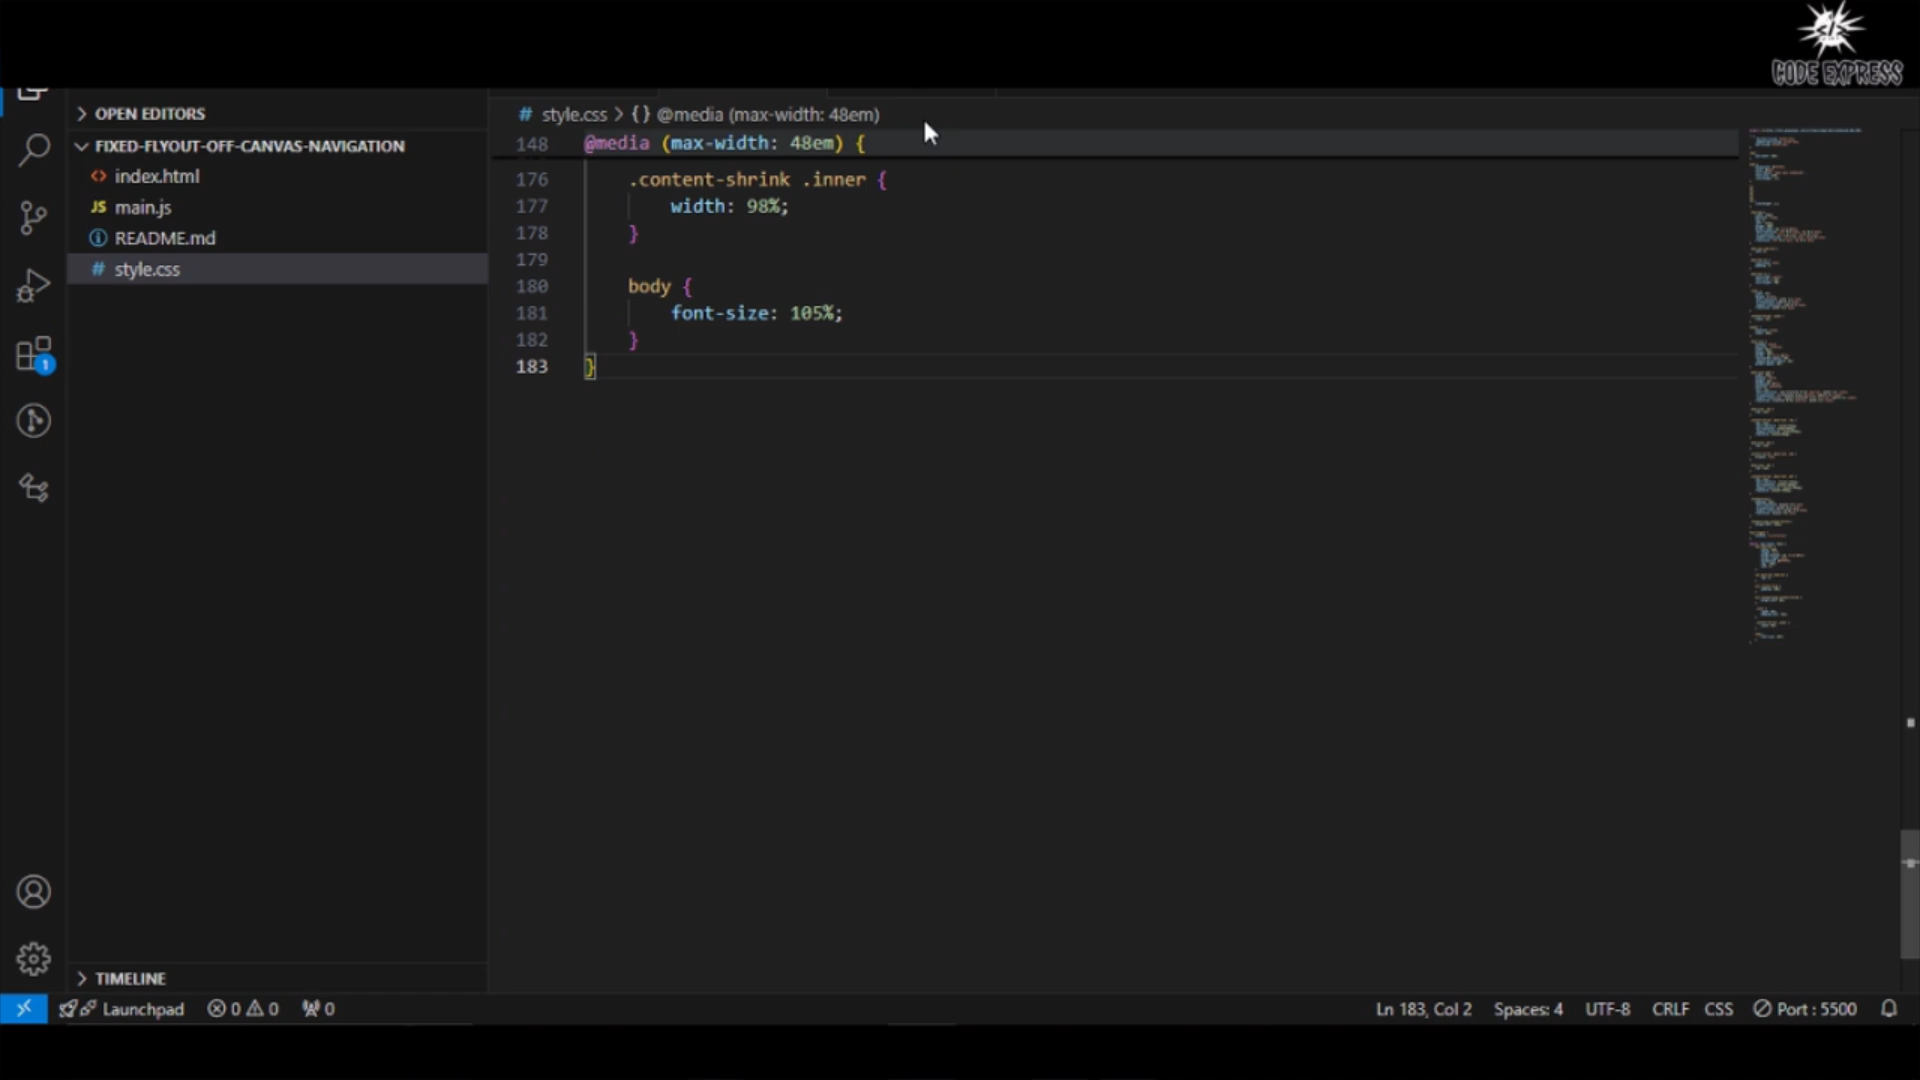 CODE EXPRESS
OPEN EDITORS
FIXED-FLYOUT-OFF-CANVAS-NAVIGATION
index.html
JS main.js
README.md
# style.css
TIMELINE
# style.css > {} @media (max-width: 48em)
148 @media (max-width: 48em) {
176 .content-shrink .inner {
177 width: 98%;
178 }
179
180 body {
181 font-size: 105%;
182 }
183 }
1
Launchpad 0 0 0 Ln 183, Col 2 Spaces: 4 UTF-8 CRLF CSS Port : 5500